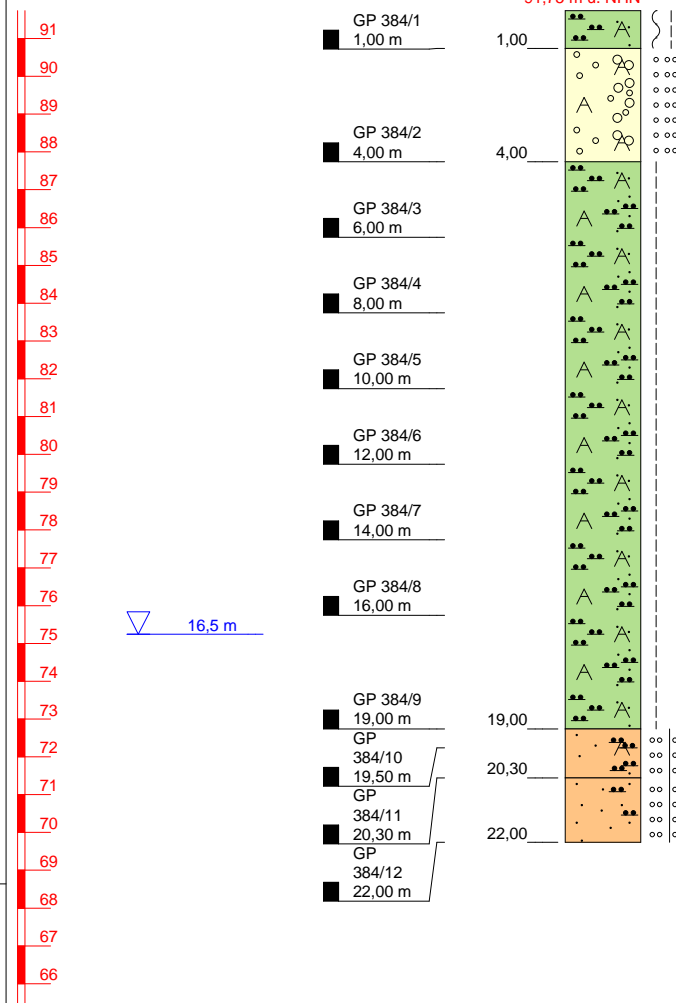 91,75 m ü. NHN
91
90
89
88
87
86
85
84
83
82
81
80
79
78
77
76
75
74
73
72
71
70
69
68
67
66
16,5 m
GP 384/1
1,00 m
GP 384/2
4,00 m
GP 384/3
6,00 m
GP 384/4
8,00 m
GP 384/5
10,00 m
GP 384/6
12,00 m
GP 384/7
14,00 m
GP 384/8
16,00 m
GP 384/9
19,00 m
GP
384/10
19,50 m
GP
384/11
20,30 m
GP
384/12
22,00 m
1,00
4,00
19,00
20,30
22,00